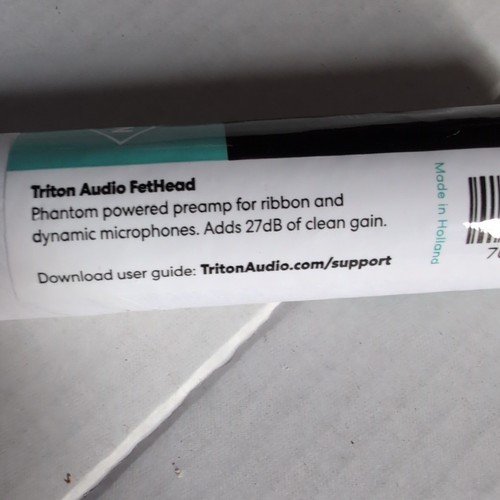 Triton Audio FetHead
Phantom powered preamp for ribbon and
dynamic microphones. Adds 27dB of clean gain.
Download user guide: TritonAudio.com/support
Made in Holland